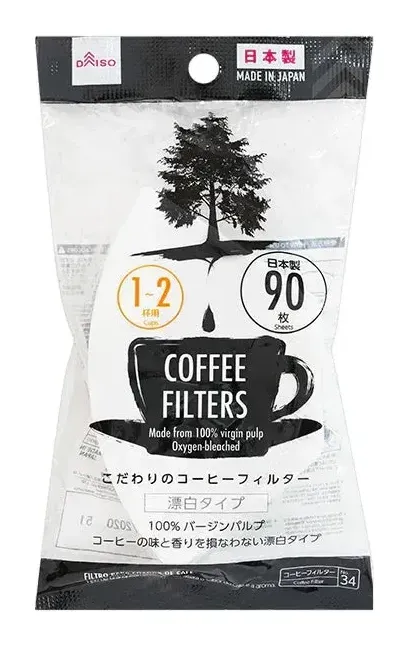 DAISO
日本製
MADE IN JAPAN
1~2
杯用
Cups
日本製
90
枚
Sheets
COFFEE
FILTERS
Made from 100% virgin pulp
Oxygen-bleached
こだわりのコーヒーフィルター
漂白タイプ
100%バージンパルプ
コーヒーの味と香りを損なわない漂白タイプ
コーヒーフィルター
Coffee Filter
No.
34